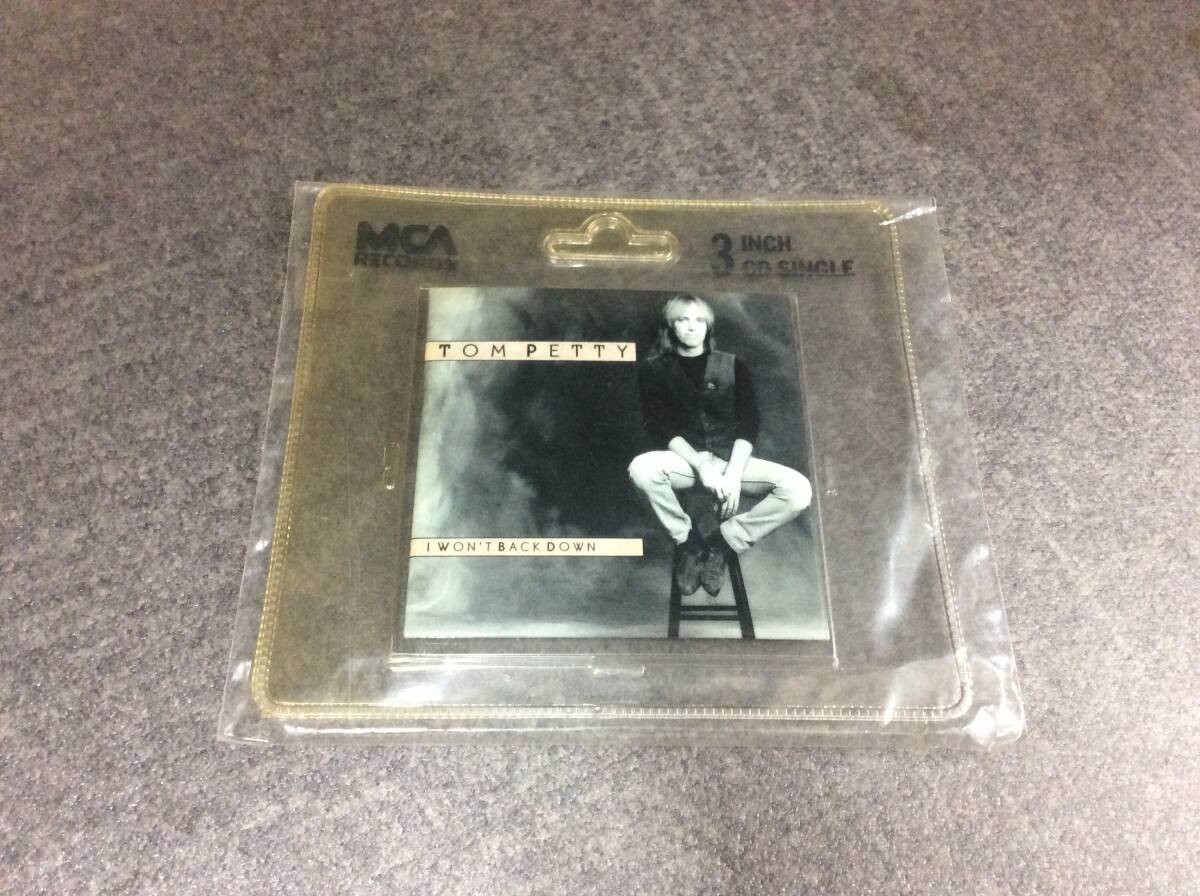 MCA
RECORDS
3 INCH
CD SINGLE
TOM PETTY
I WON'T BACK DOWN